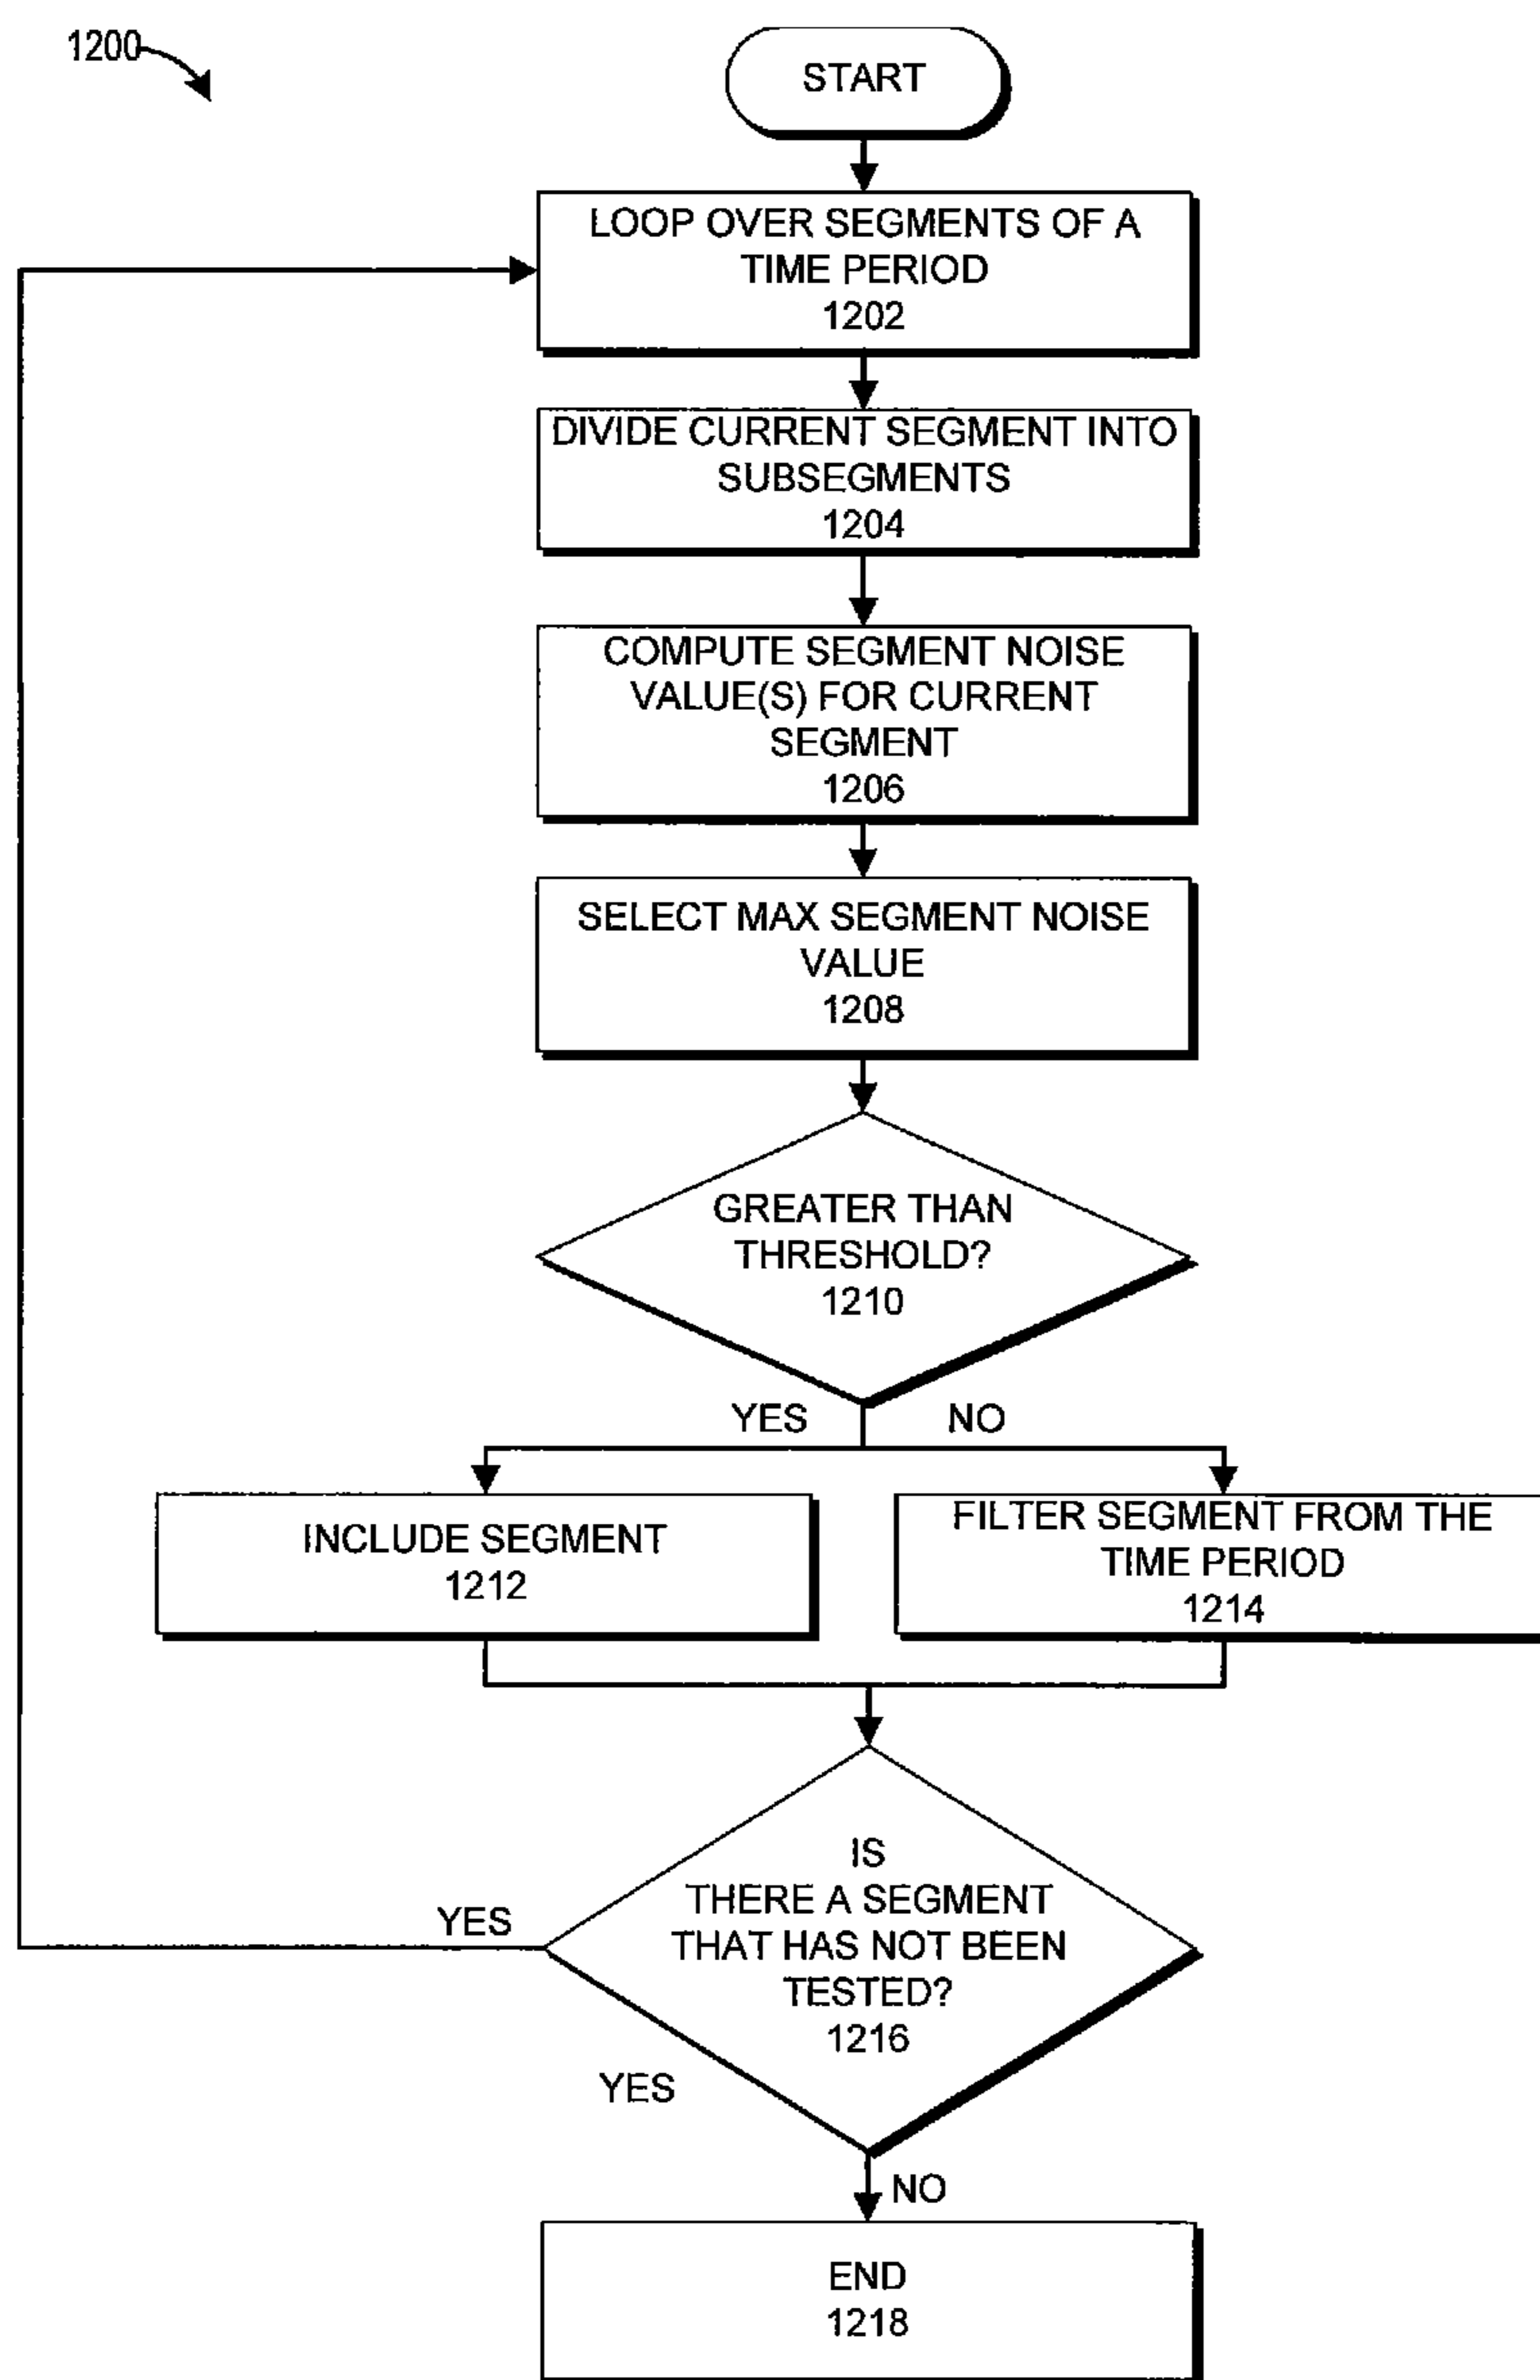 1200
START
LOOP OVER SEGMENTS OF A
TIME PERIOD
1202
DIVIDE CURRENT SEGMENT INTO
SUBSEGMENTS
1204
COMPUTE SEGMENT NOISE
VALUE(S) FOR CURRENT
SEGMENT
1206
SELECT MAX SEGMENT NOISE
VALUE
1208
GREATER THAN
THRESHOLD?
1210
YES
NO
INCLUDE SEGMENT
1212
FILTER SEGMENT FROM THE
TIME PERIOD
1214
IS
THERE A SEGMENT
THAT HAS NOT BEEN
TESTED?
1216
YES
YES
NO
END
1218